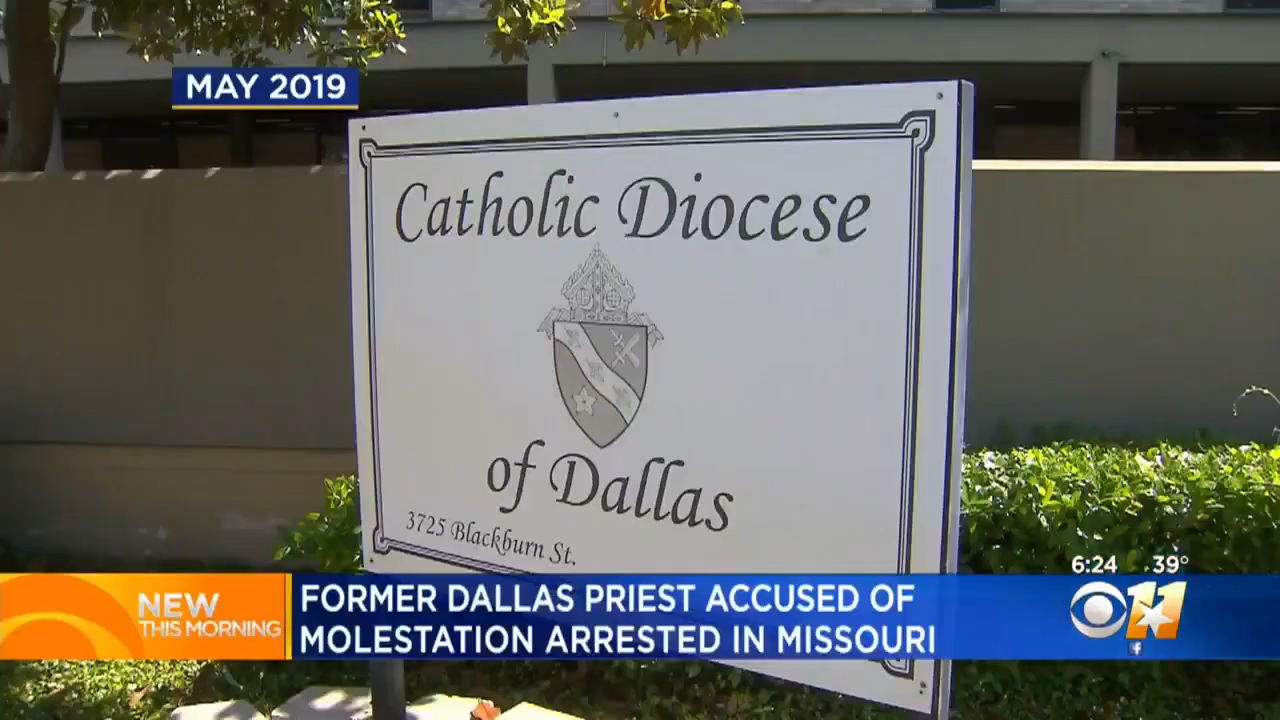 MAY 2019
Catholic Diocese
of Dallas
3725 Blackburn St.
6:24 39°
NEW
THIS MORNING
FORMER DALLAS PRIEST ACCUSED OF
MOLESTATION ARRESTED IN MISSOURI
11
f